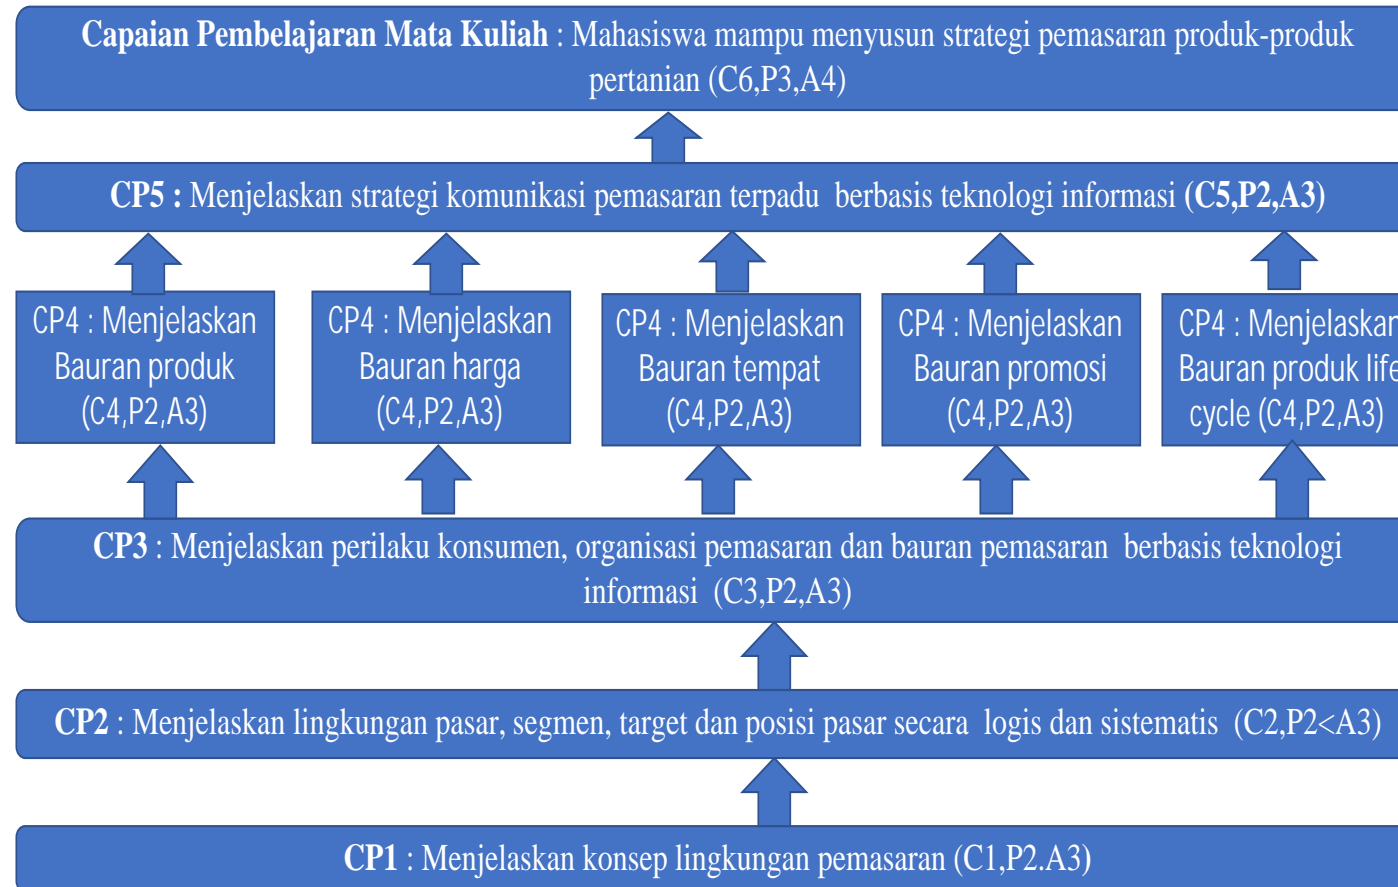 Capaian Pembelajaran Mata Kuliah : Mahasiswa mampu menyusun strategi pemasaran produk-produk
pertanian (C6,P3,A4)
CP5 : Menjelaskan strategi komunikasi pemasaran terpadu berbasis teknologi informasi (C5,P2,A3)
CP4 : Menjelaskan
Bauran produk
(C4,P2,A3)
CP4 : Menjelaskan
Bauran harga
(C4,P2,A3)
CP4 : Menjelaskan
Bauran tempat
(C4,P2,A3)
CP4 : Menjelaskan
Bauran promosi
(C4,P2,A3)
CP4 : Menjelaskan
Bauran produk life
cycle (C4,P2,A3)
CP3 : Menjelaskan perilaku konsumen, organisasi pemasaran dan bauran pemasaran berbasis teknologi
informasi (C3,P2,A3)
CP2 : Menjelaskan lingkungan pasar, segmen, target dan posisi pasar secara logis dan sistematis (C2,P2<A3)
CP1 : Menjelaskan konsep lingkungan pemasaran (C1,P2.A3)